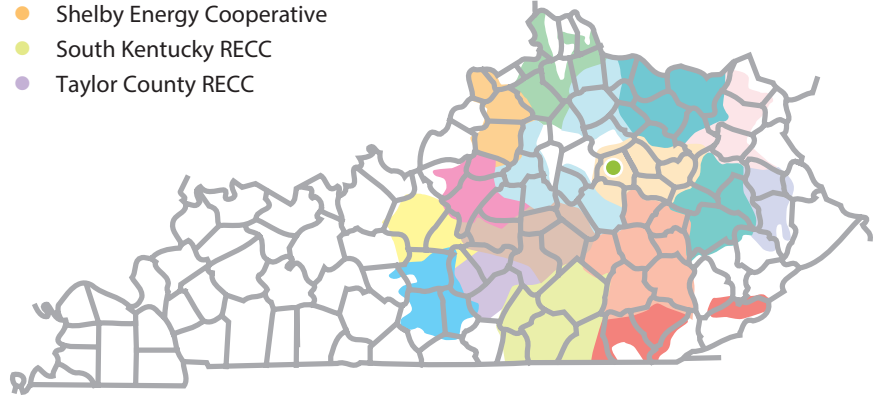 Shelby Energy Cooperative
South Kentucky RECC
Taylor County RECC